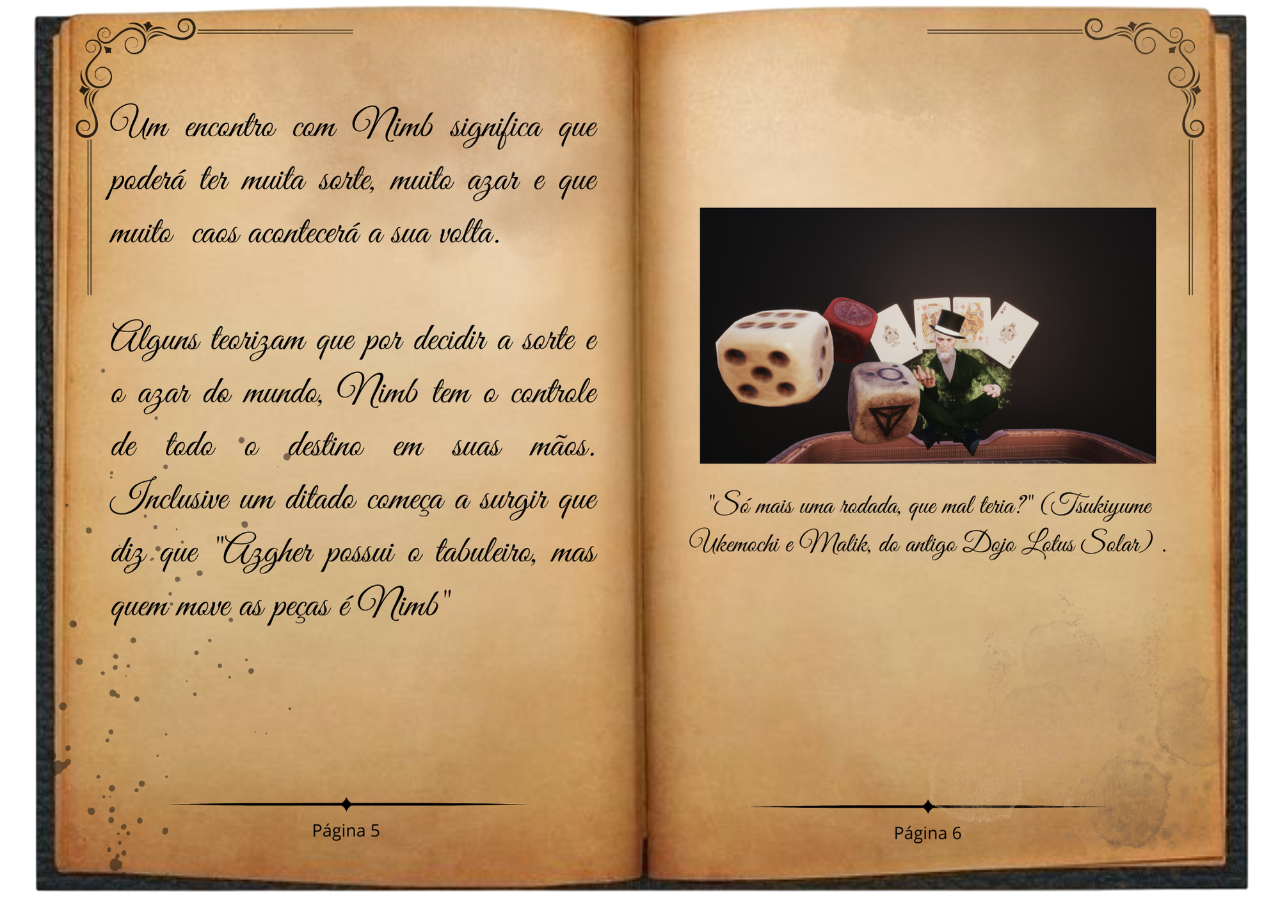 Um encontro com Nimb significa que
poderá ter muita sorte, muito azar e que
muito caos acontecerá a sua volta.
Alguns teorizam que por decidir a sorte e
o azar do mundo, Nimb tem o controle
de todo o destino em suas mãos.
Inclusive um ditado começa a surgir que
diz que "Azgher possui o tabuleiro, mas
quem move as peças é Nimb"
Página 5
"Só mais uma rodada, que mal teria?" (Tsukiyume
Ukemochi e Malik, do antigo Dojo Lotus Solar) .
Página 6